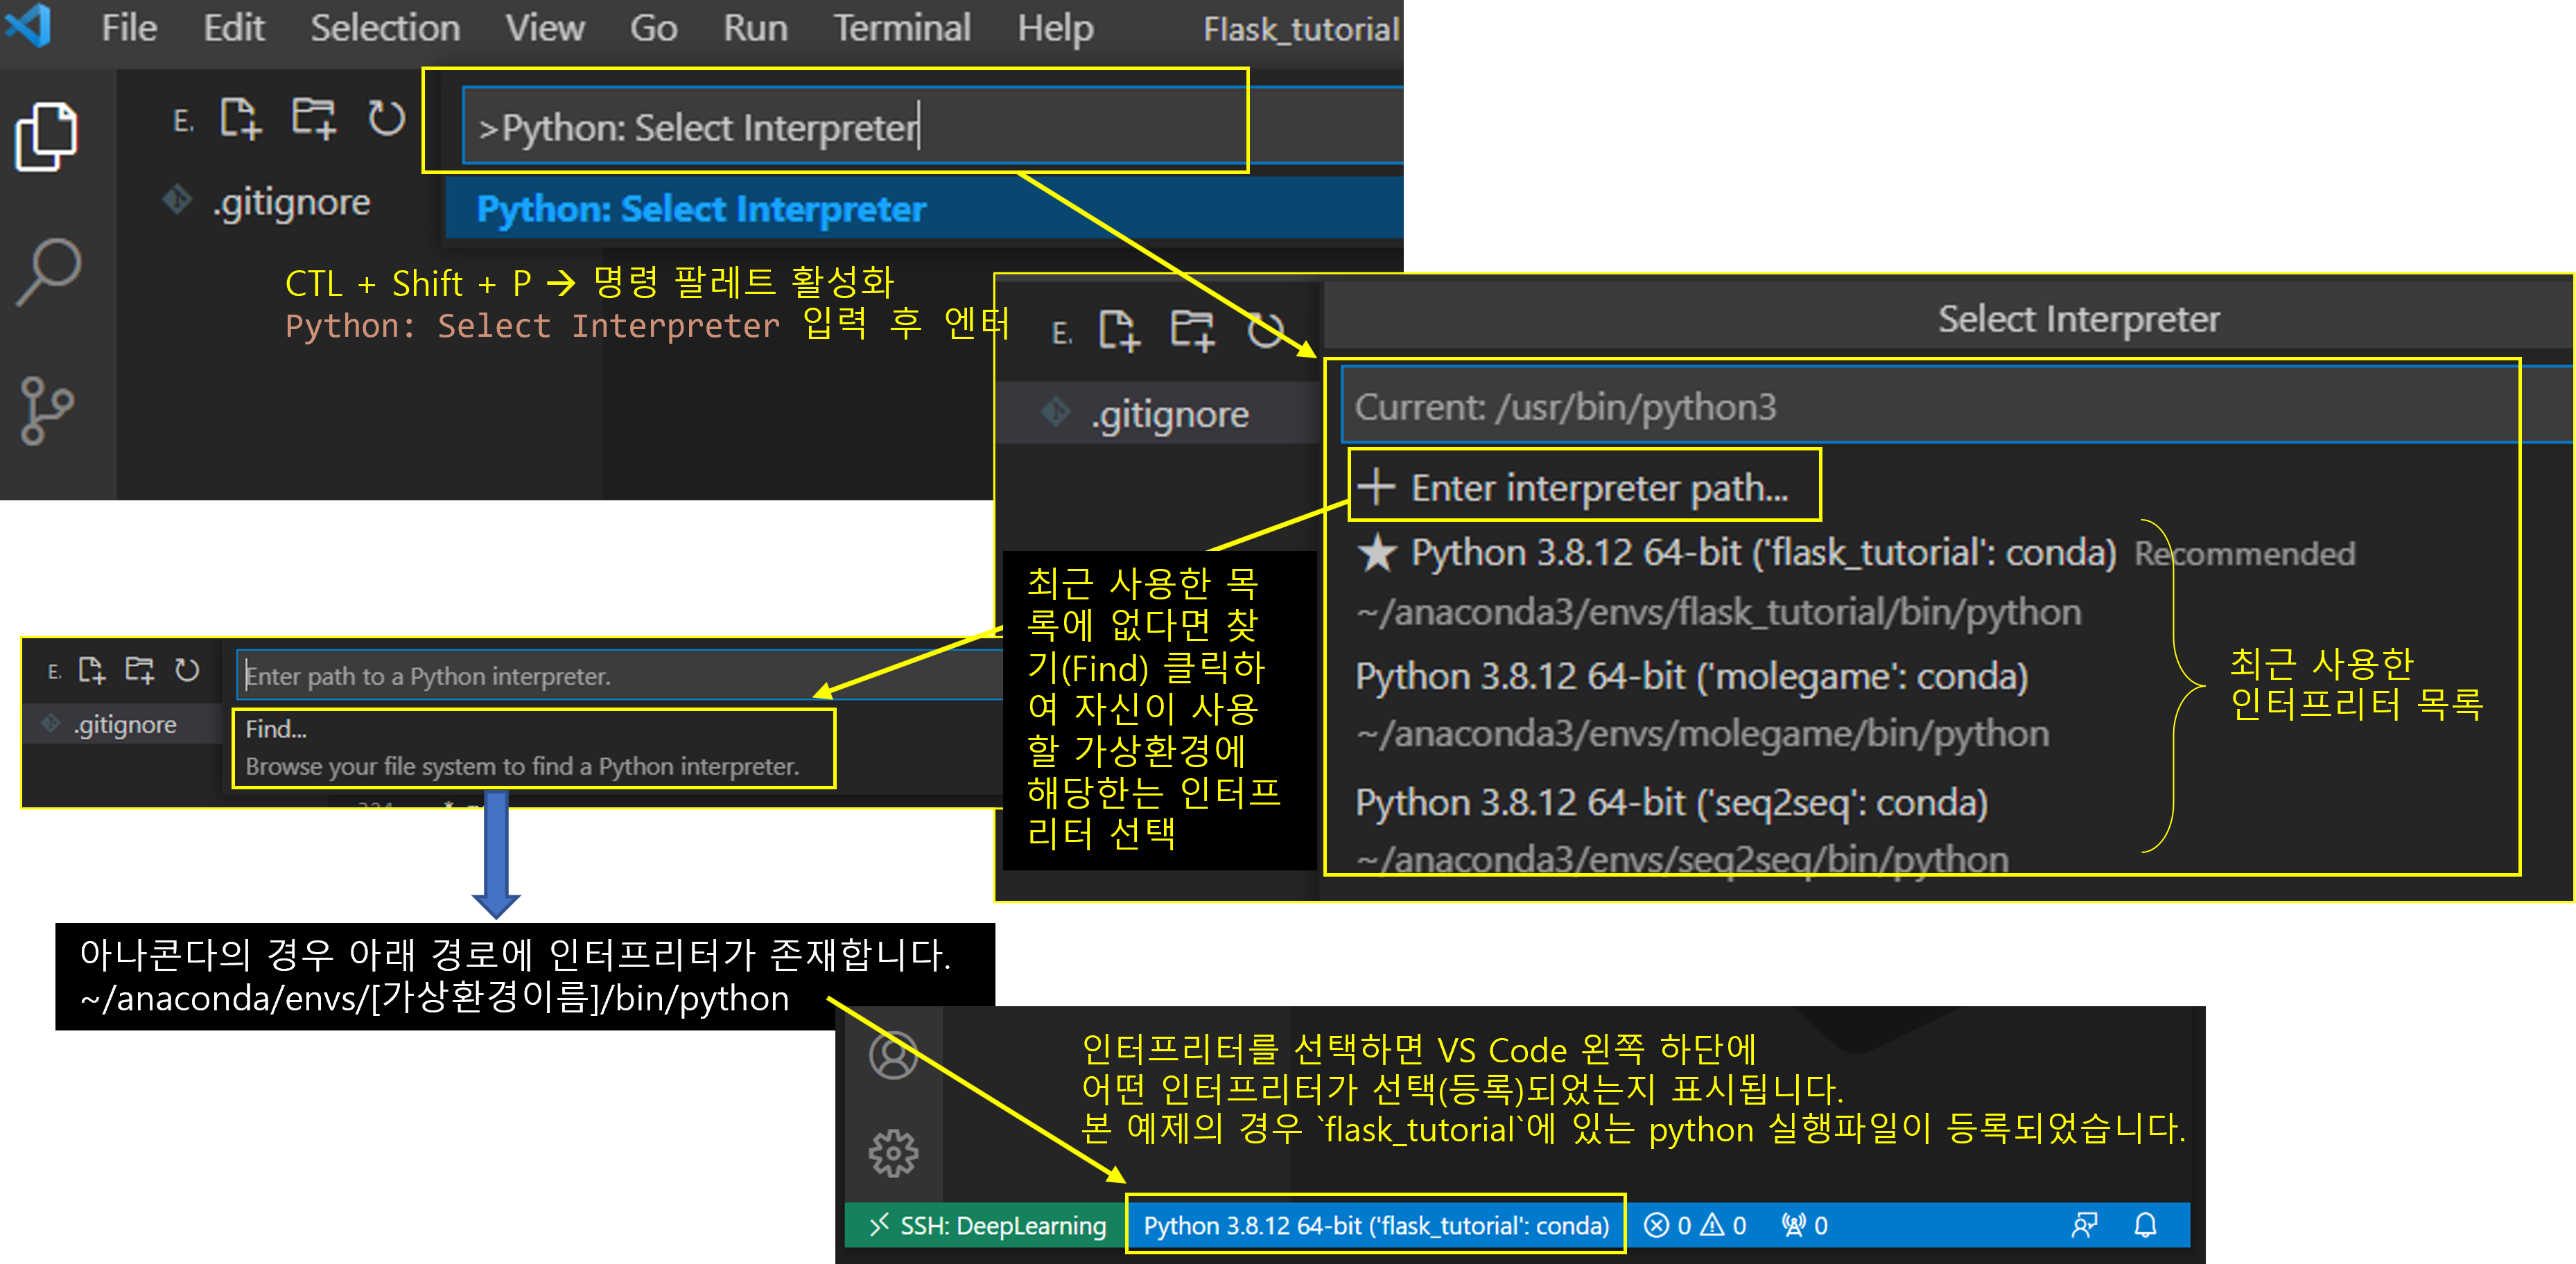 File Edit Selection View Go Run Terminal Help Flask_tutorial
E.
>Python: Select Interpreter
.gitignore
Python: Select Interpreter
CTL + Shift + P → 명령 팔레트 활성화
Python: Select Interpreter 입력 후 엔터
E.
.gitignore
Select Interpreter
Current: /usr/bin/python3
+ Enter interpreter path...
★ Python 3.8.12 64-bit ('flask_tutorial': conda) Recommended
~/anaconda3/envs/flask_tutorial/bin/python
Python 3.8.12 64-bit ('molegame': conda)
~/anaconda3/envs/molegame/bin/python
Python 3.8.12 64-bit ('seq2seq': conda)
~/anaconda3/envs/seq2seq/bin/python
최근 사용한
인터프리터 목록
최근 사용한 목
록에 없다면 찾
기(Find) 클릭하
여 자신이 사용
할 가상환경에
해당한는 인터프
리터 선택
E.
.gitignore
Enter path to a Python interpreter.
Find...
Browse your file system to find a Python interpreter.
아나콘다의 경우 아래 경로에 인터프리터가 존재합니다.
~/anaconda/envs/[가상환경이름]/bin/python
인터프리터를 선택하면 VS Code 왼쪽 하단에
어떤 인터프리터가 선택(등록)되었는지 표시됩니다.
본 예제의 경우 `flask_tutorial`에 있는 python 실행파일이 등록되었습니다.
SSH: DeepLearning Python 3.8.12 64-bit ('flask_tutorial': conda) 0 0 0